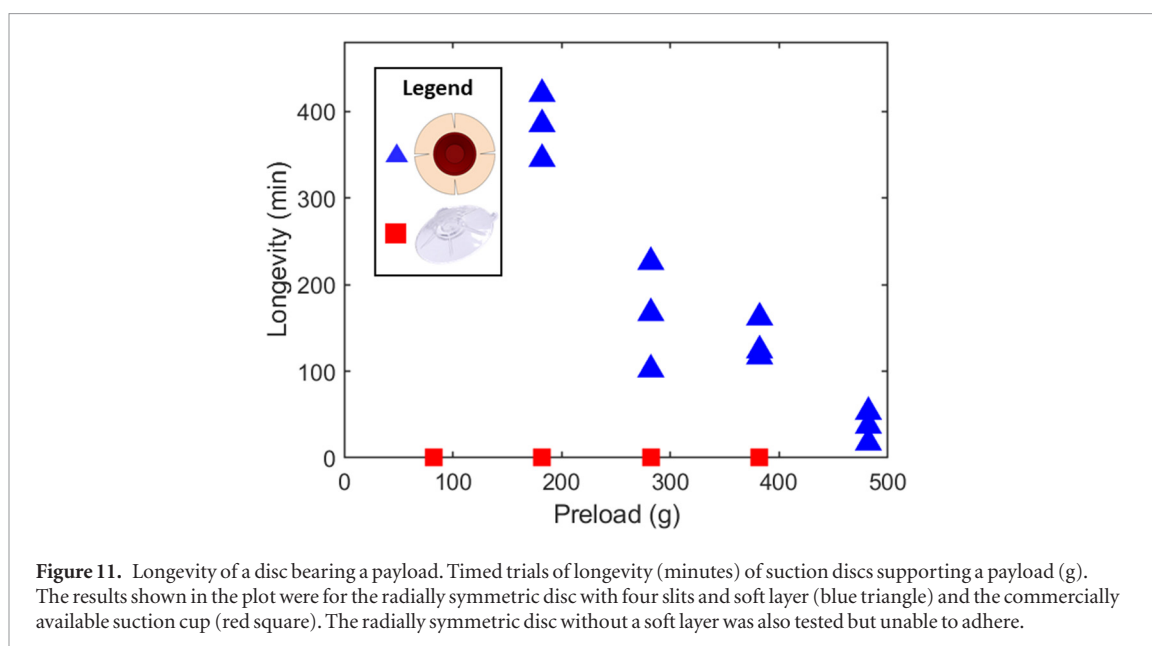 Legend
400
300
200
100
0
Longevity (min)
0 100 200 300 400 500
Preload (g)
Figure 11. Longevity of a disc bearing a payload. Timed trials of longevity (minutes) of suction discs supporting a payload (g).
The results shown in the plot were for the radially symmetric disc with four slits and soft layer (blue triangle) and the commercially
available suction cup (red square). The radially symmetric disc without a soft layer was also tested but unable to adhere.